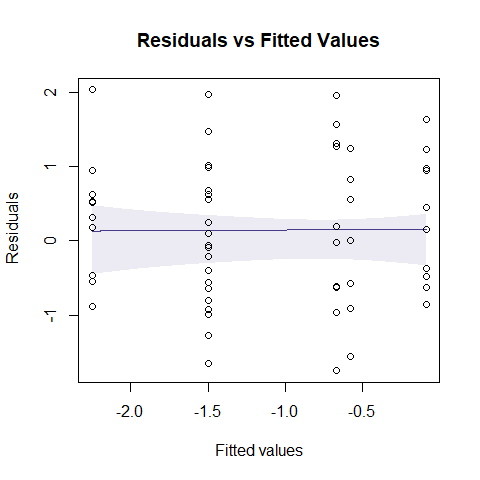 Residuals vs Fitted Values
Residuals
2
1
0
-1
-2.0 -1.5 -1.0 -0.5
Fitted values